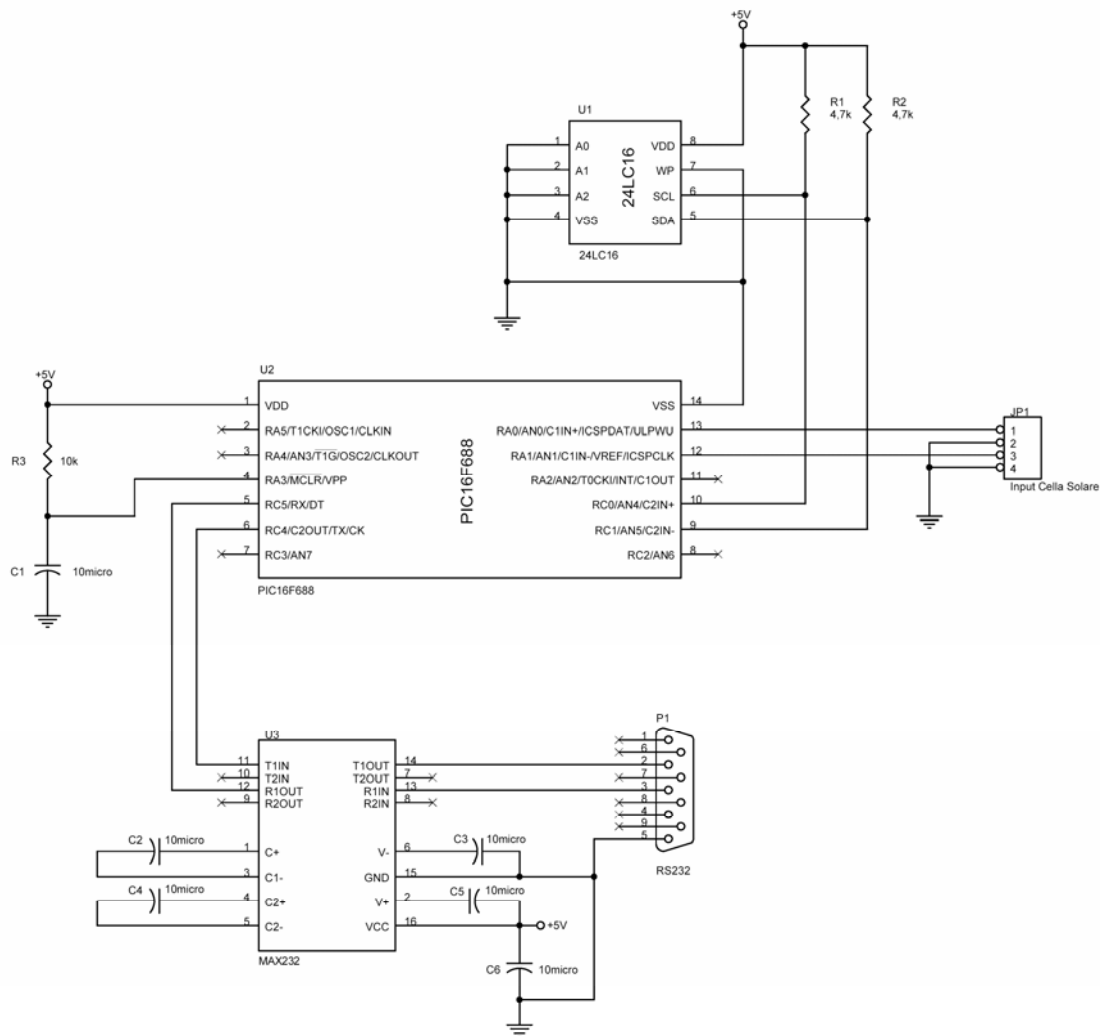 +5V
U1
R1
4,7k
R2
4,7k
1 A0 VDD 8
2 A1 WP 7
3 A2 SCL 6
4 VSS SDA 5
24LC16
24LC16
+5V
U2
1 VDD VSS 14
2 RA5/T1CKI/OSC1/CLKIN RA0/AN0/C1IN+/ICSPDAT/ULPWU 13
3 RA4/AN3/T1G/OSC2/CLKOUT RA1/AN1/C1IN-/VREF/ICSPCLK 12
4 RA3/MCLR/VPP RA2/AN2/T0CKI/INT/C1OUT 11
5 RC5/RX/DT RC0/AN4/C2IN+ 10
6 RC4/C2OUT/TX/CK RC1/AN5/C2IN- 9
7 RC3/AN7 RC2/AN6 8
PIC16F688
PIC16F688
R3 10k
C1 10micro
JP1
1
2
3
4
Input Cella Solare
U3
11 T1IN T1OUT 14
10 T2IN T2OUT 7
12 R1OUT R1IN 13
9 R2OUT R2IN 8
1 C+ V- 6
3 C1- GND 15
4 C2+ V+ 2
5 C2- VCC 16
MAX232
C2 10micro
C4 10micro
C3 10micro
C5 10micro
+5V
C6 10micro
P1
1
6
2
7
3
8
4
9
5
RS232